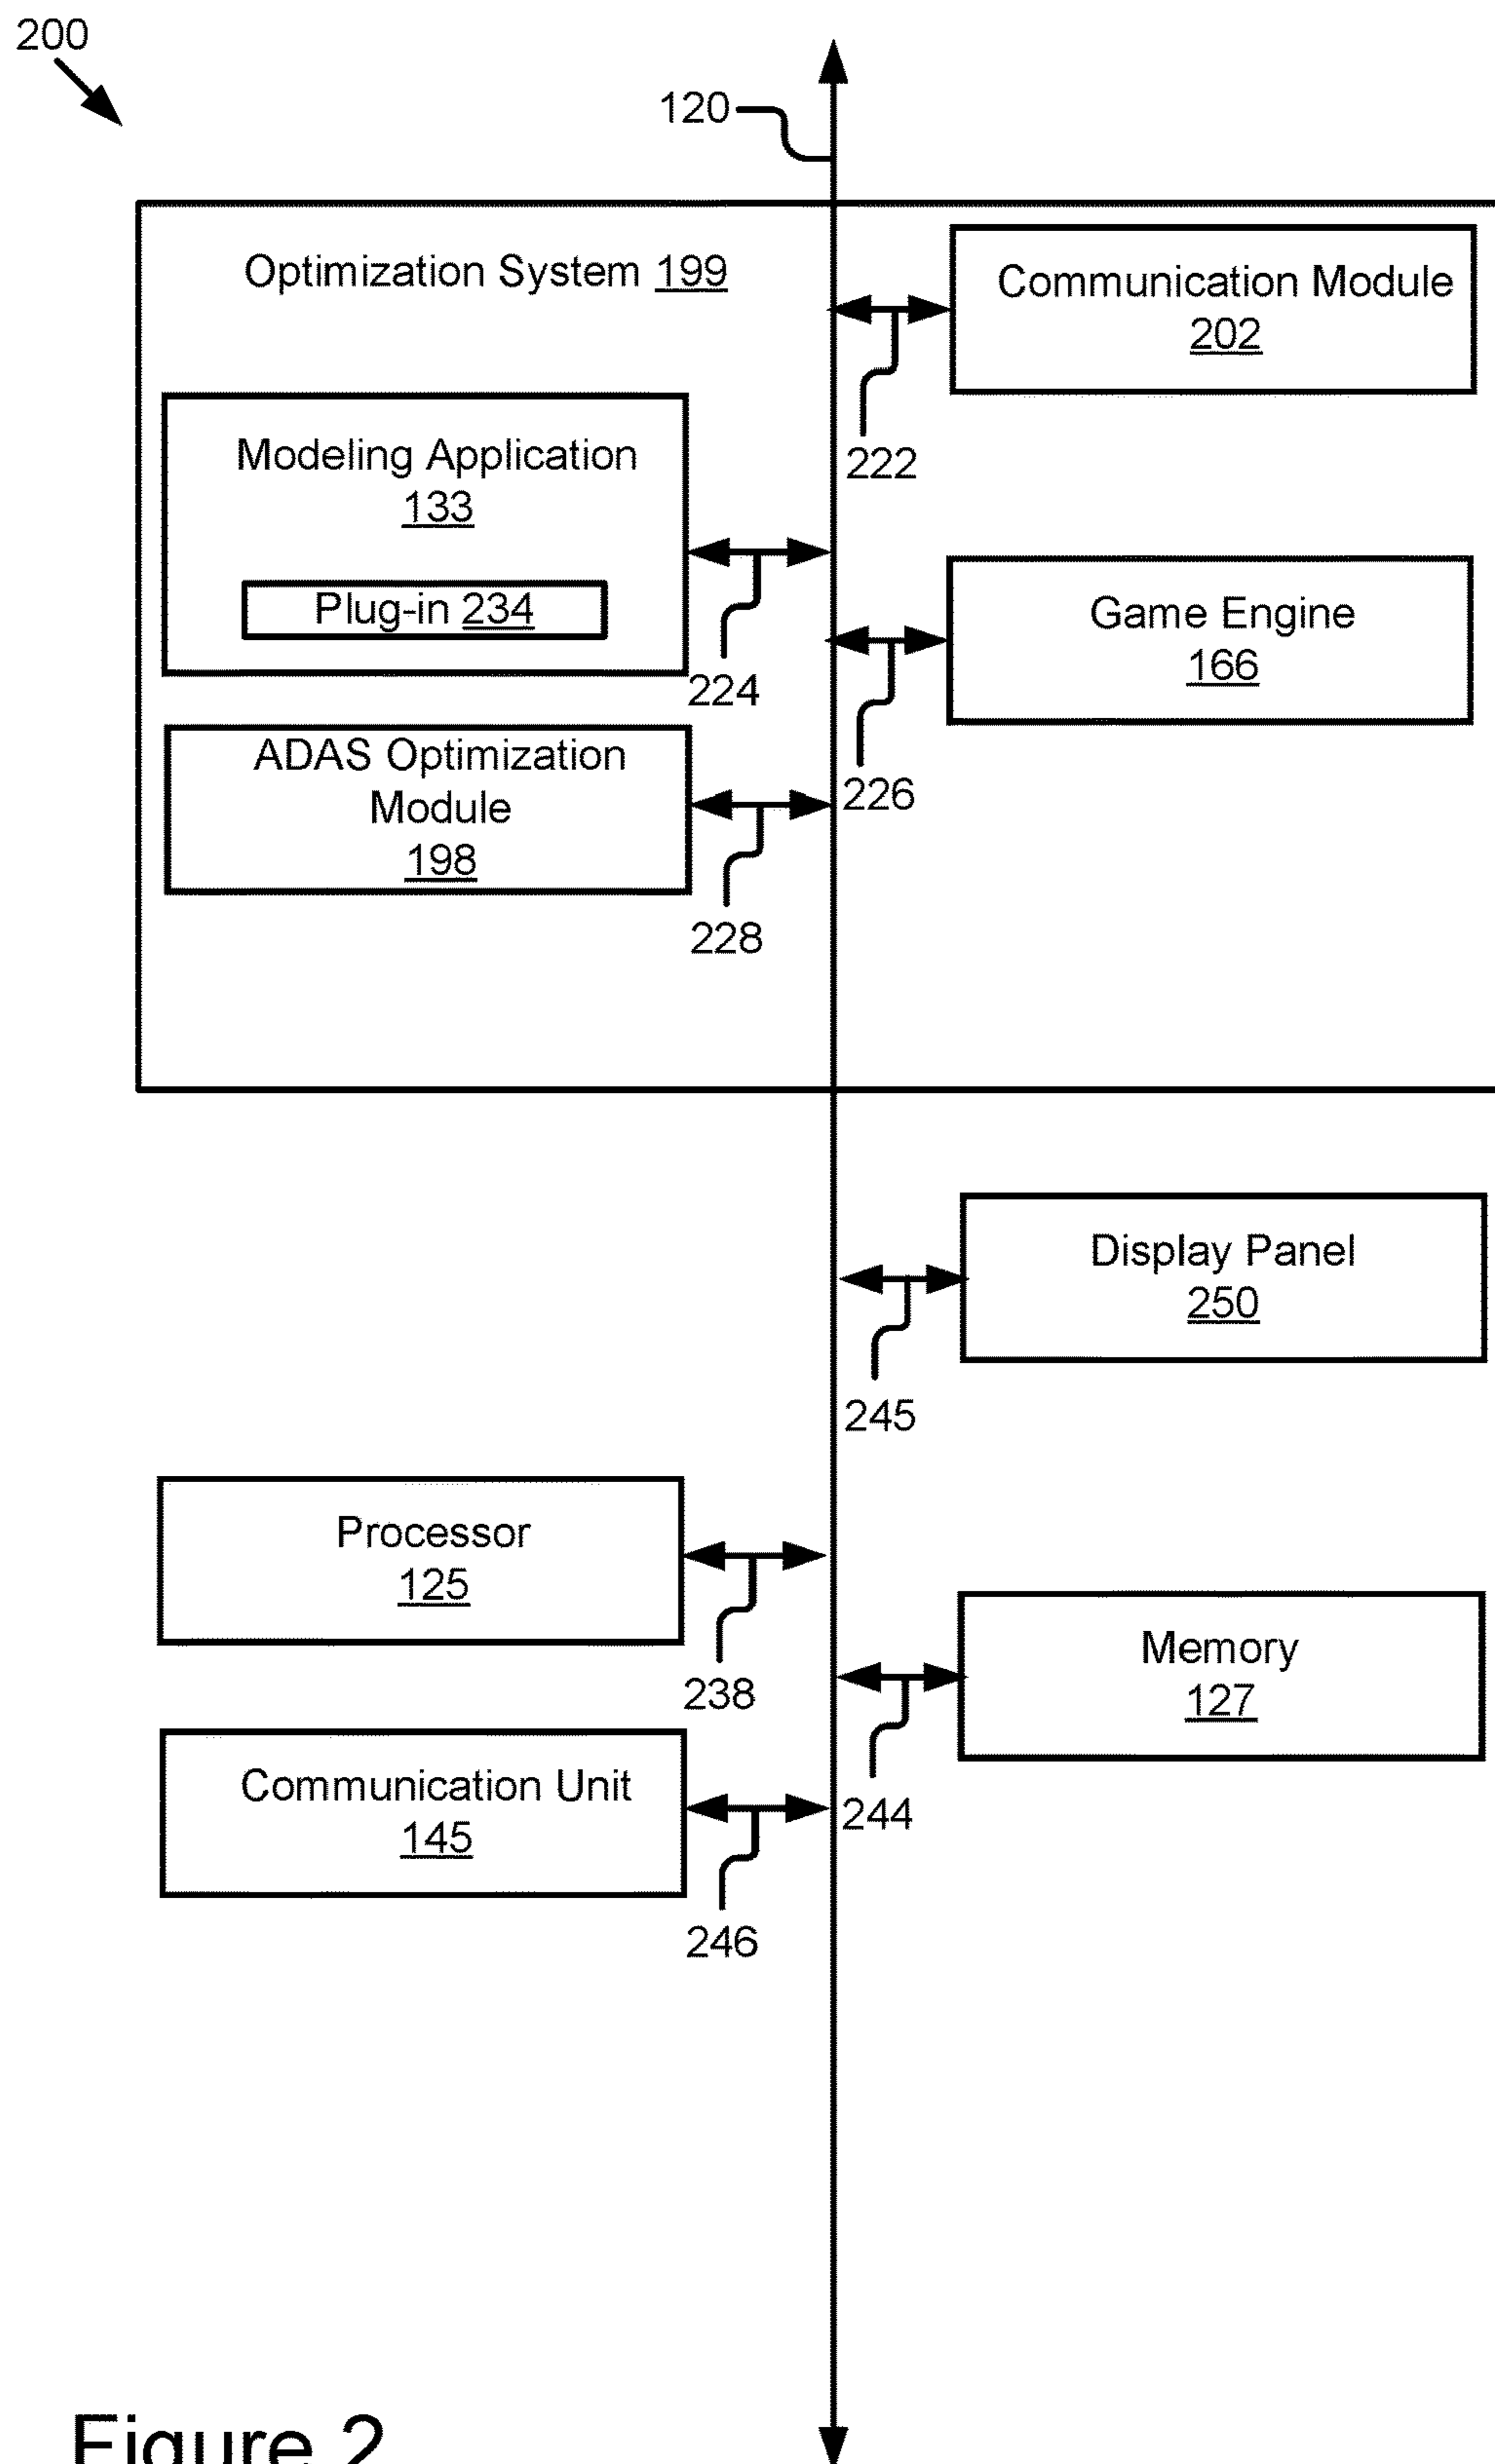 200
120
Optimization System 199
Communication Module
202
222
Modeling Application
133
Plug-in 234
224
Game Engine
166
226
ADAS Optimization
Module
198
228
Display Panel
250
245
Processor
125
238
Memory
127
244
Communication Unit
145
246
Figure 2